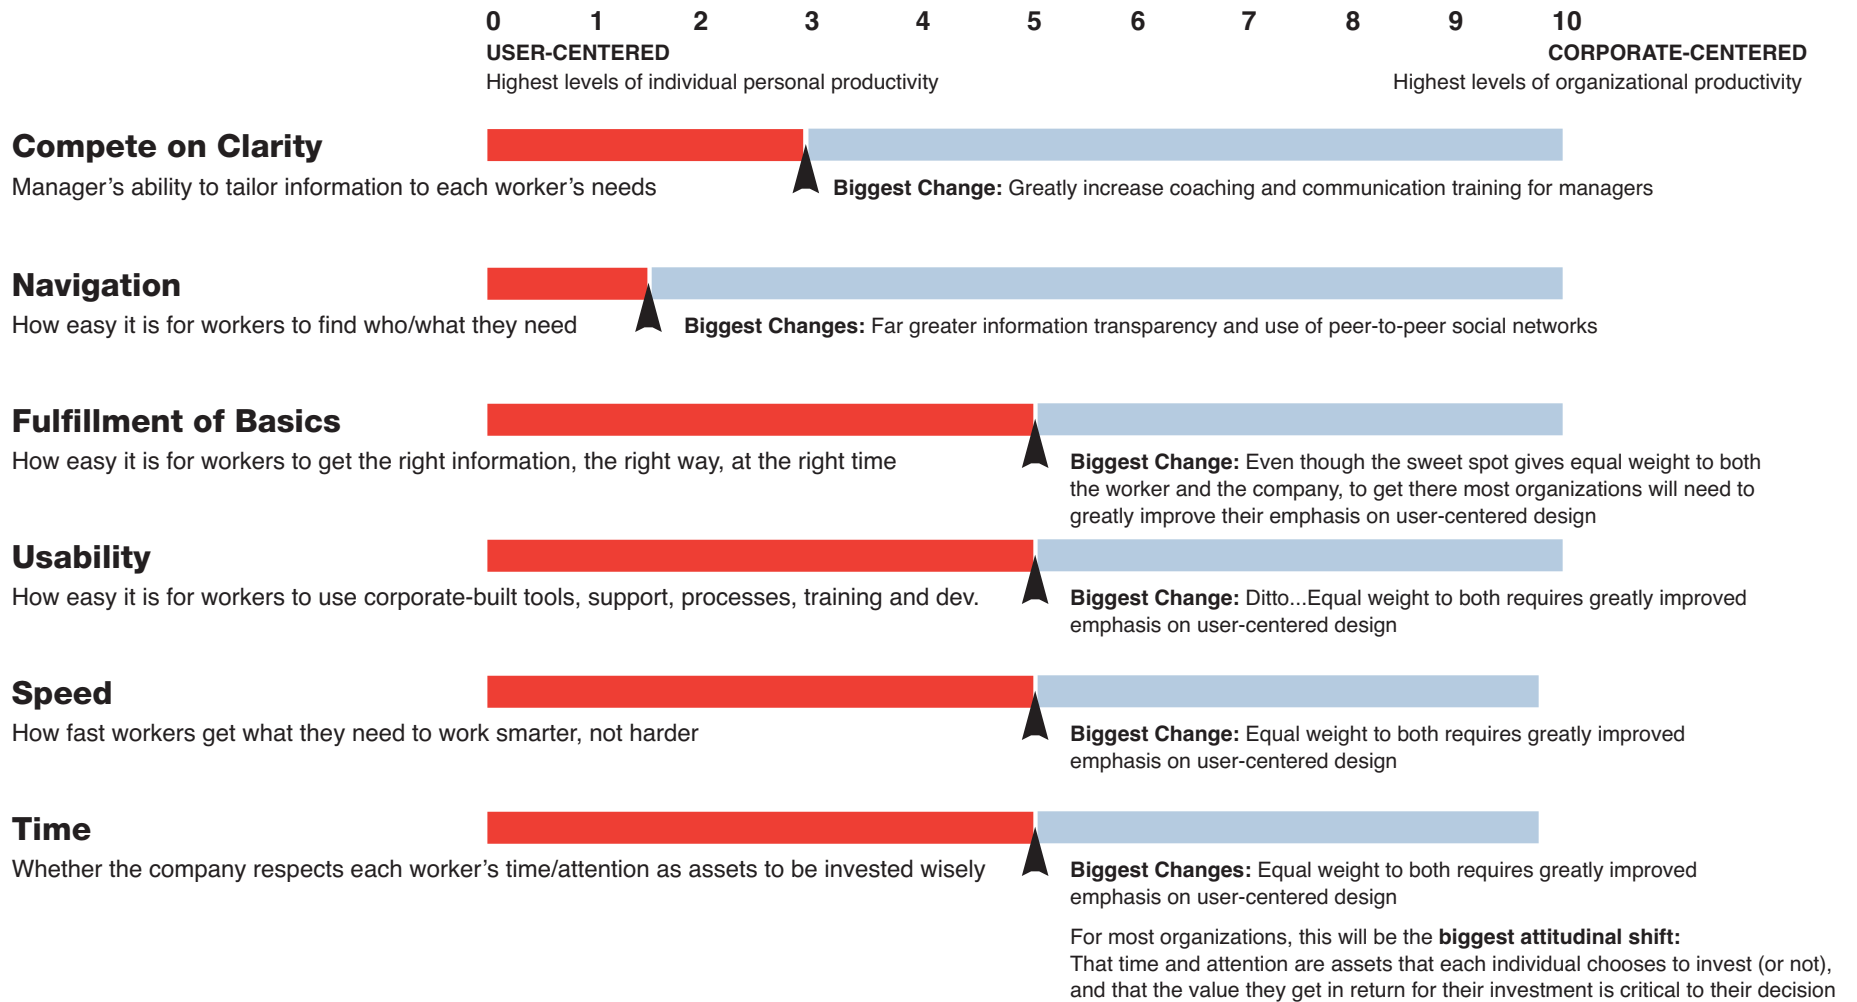 0 1 2 3 4 5 6 7 8 9 10
USER-CENTERED CORPORATE-CENTERED
Highest levels of individual personal productivity Highest levels of organizational productivity
Compete on Clarity
Manager’s ability to tailor information to each worker’s needs
Biggest Change: Greatly increase coaching and communication training for managers
Navigation
How easy it is for workers to find who/what they need
Biggest Changes: Far greater information transparency and use of peer-to-peer social networks
Fulfillment of Basics
How easy it is for workers to get the right information, the right way, at the right time
Biggest Change: Even though the sweet spot gives equal weight to both
the worker and the company, to get there most organizations will need to
greatly improve their emphasis on user-centered design
Usability
How easy it is for workers to use corporate-built tools, support, processes, training and dev.
Biggest Change: Ditto...Equal weight to both requires greatly improved
emphasis on user-centered design
Speed
How fast workers get what they need to work smarter, not harder
Biggest Change: Equal weight to both requires greatly improved
emphasis on user-centered design
Time
Whether the company respects each worker’s time/attention as assets to be invested wisely
Biggest Changes: Equal weight to both requires greatly improved
emphasis on user-centered design
For most organizations, this will be the biggest attitudinal shift:
That time and attention are assets that each individual chooses to invest (or not),
and that the value they get in return for their investment is critical to their decision